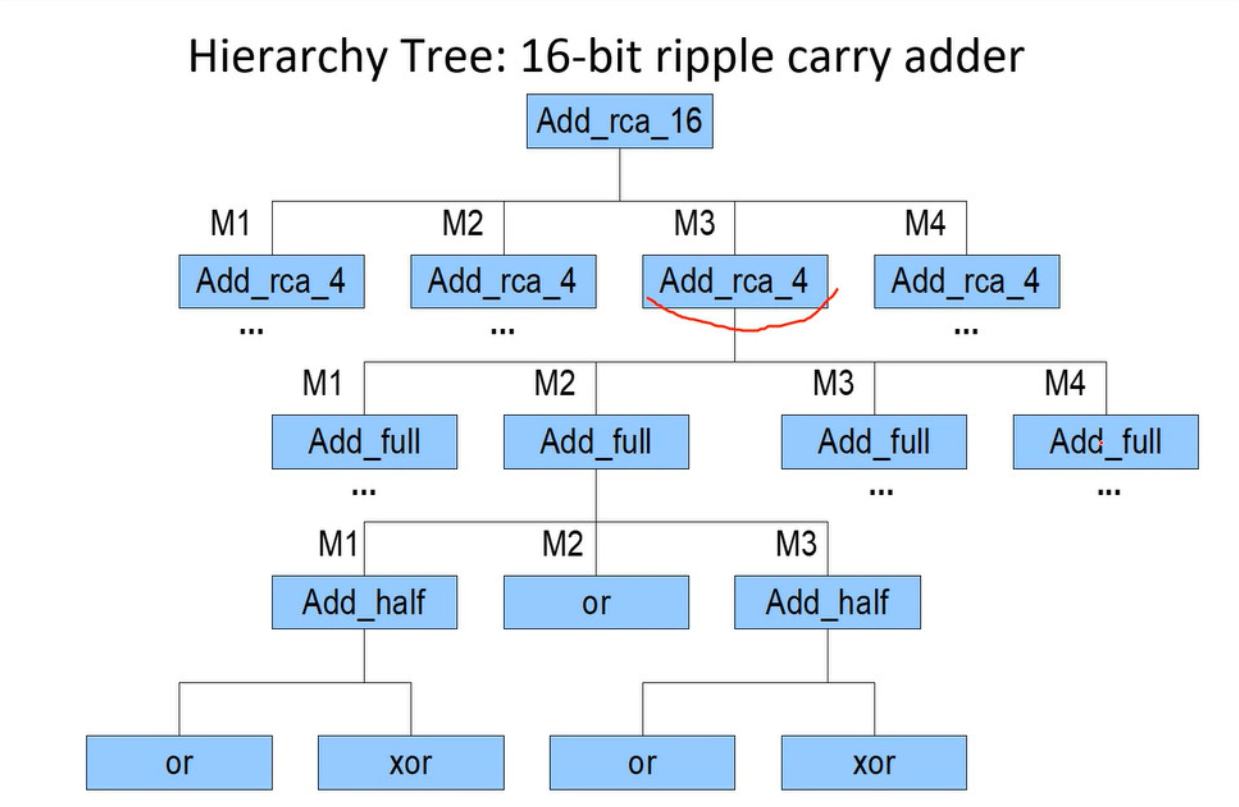 Hierarchy Tree: 16-bit ripple carry adder
Add_rca_16
M1 M2 M3 M4
Add_rca_4 Add_rca_4 Add_rca_4 Add_rca_4
... ... ...
M1 M2 M3 M4
Add_full Add_full Add_full Add_full
... ... ...
M1 M2 M3
Add_half or Add_half
or xor or xor